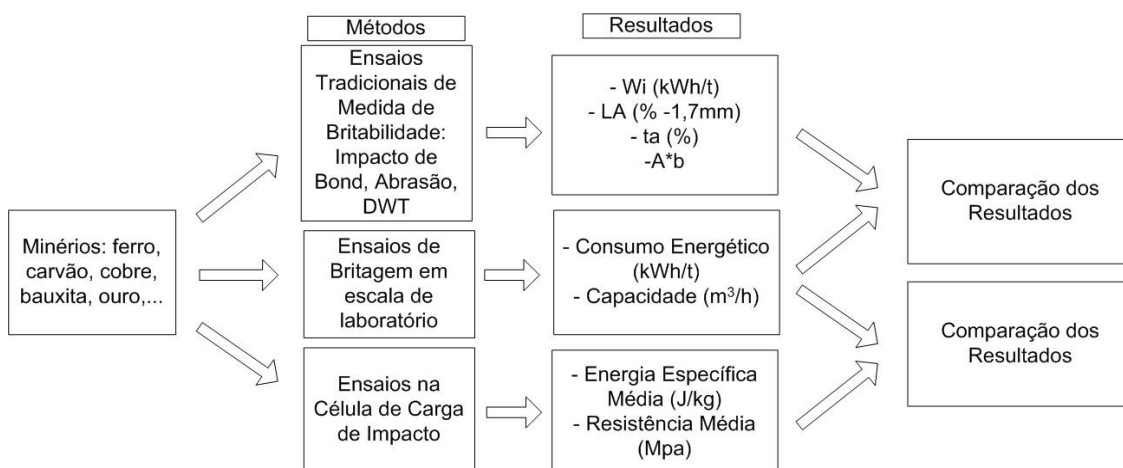 Métodos
Resultados
Ensaios
Tradicionais de
Medida de
Britabilidade:
Impacto de
Bond, Abrasão,
DWT
- Wi (kWh/t)
- LA (% -1,7mm)
- ta (%)
-A*b
Comparação dos
Resultados
Minérios: ferro,
carvão, cobre,
bauxita, ouro,...
Ensaios de
Britagem em
escala de
laboratório
- Consumo Energético
(kWh/t)
- Capacidade (m³/h)
Comparação dos
Resultados
Ensaios na
Célula de Carga
de Impacto
- Energia Específica
Média (J/kg)
- Resistência Média
(Mpa)